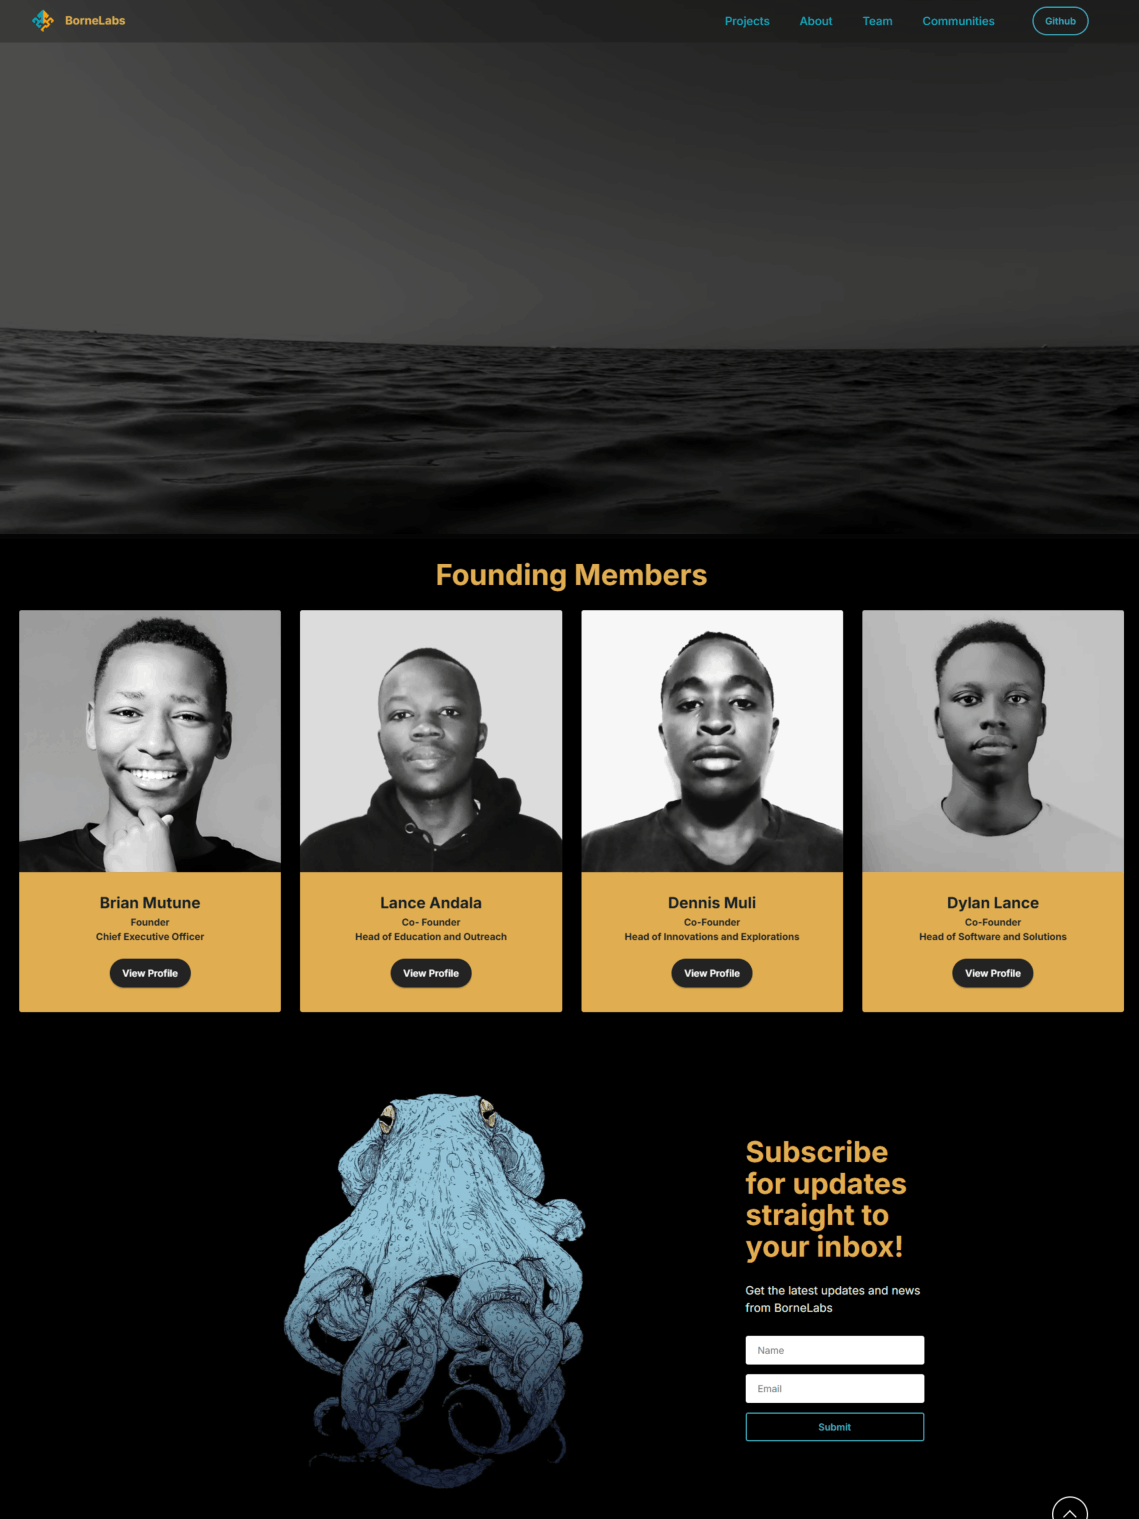 BorneLabs
Projects About Team Communities Github
Founding Members
Brian Mutune
Founder
Chief Executive Officer
View Profile
Lance Andala
Co- Founder
Head of Education and Outreach
View Profile
Dennis Muli
Co-Founder
Head of Innovations and Explorations
View Profile
Dylan Lance
Co-Founder
Head of Software and Solutions
View Profile
Subscribe
for updates
straight to
your inbox!
Get the latest updates and news
from BorneLabs
Name
Email
Submit